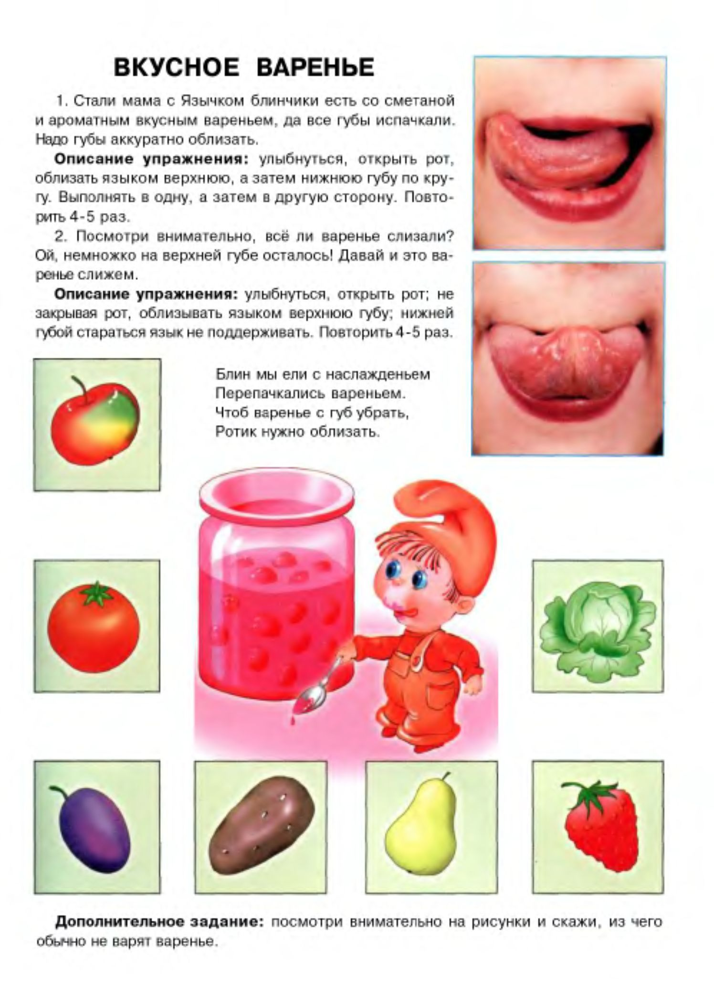 ВКУСНОЕ ВАРЕНЬЕ
1. Стали мама с Язычком блинчики есть со сметаной
и ароматным вкусным вареньем, да все губы испачкали.
Надо губы аккуратно облизать.
Описание упражнения: улыбнуться, открыть рот,
облизать языком верхнюю, а затем нижнюю губу по кру-
гу. Выполнять в одну, а затем в другую сторону. Повто-
рить 4-5 раз.
2. Посмотри внимательно, всё ли варенье слизали?
Ой, немножко на верхней губе осталось! Давай и это ва-
ренье слижем.
Описание упражнения: улыбнуться, открыть рот; не
закрывая рот, облизывать языком верхнюю губу; нижней
губой стараться язык не поддерживать. Повторить 4-5 раз.
Блин мы ели с наслажденьем
Перепачкались вареньем.
Чтоб варенье с губ убрать,
Ротик нужно облизать.
Дополнительное задание: посмотри внимательно на рисунки и скажи, из чего
обычно не варят варенье.